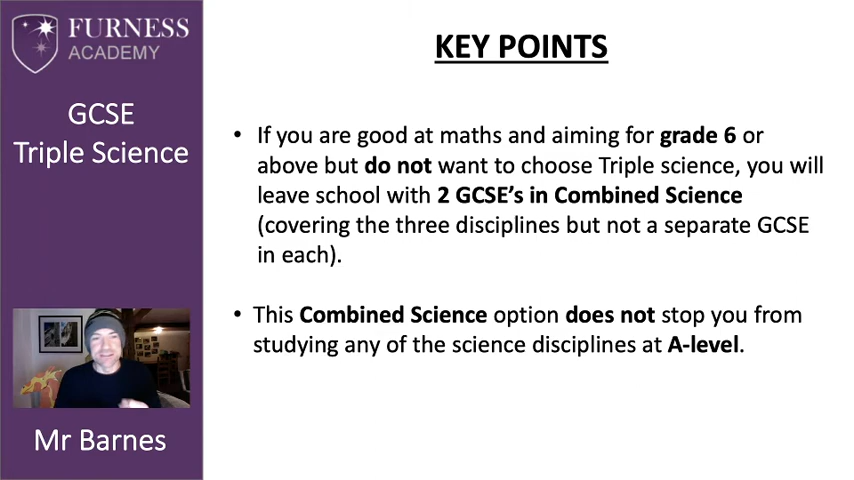 FURNESS
ACADEMY
GCSE
Triple Science
Mr Barnes
KEY POINTS
• If you are good at maths and aiming for grade 6 or
above but do not want to choose Triple science, you will
leave school with 2 GCSE's in Combined Science
(covering the three disciplines but not a separate GCSE
in each).
• This Combined Science option does not stop you from
studying any of the science disciplines at A-level.